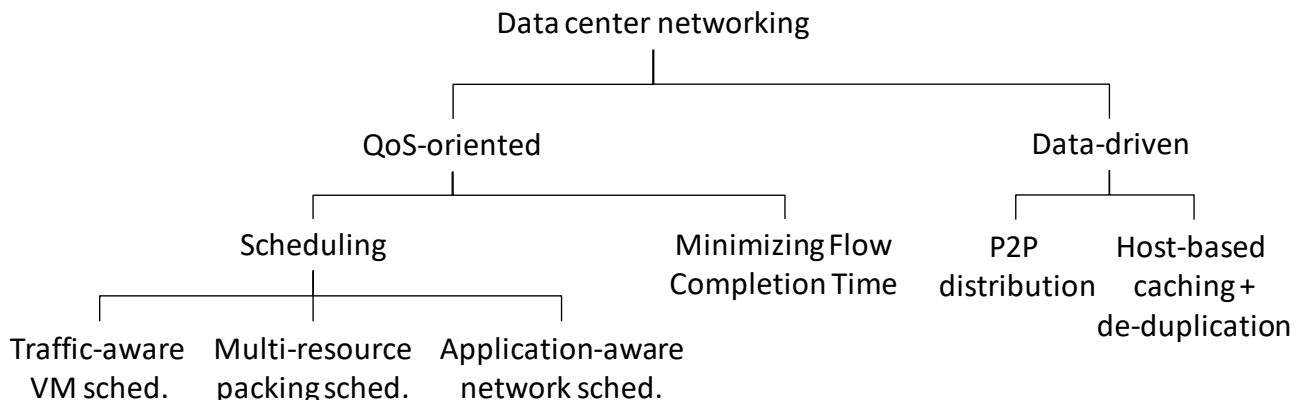 Data center networking
QoS-oriented
Data-driven
Scheduling
Minimizing Flow
Completion Time
P2P
distribution
Host-based
caching +
de-duplication
Traffic-aware
VM sched.
Multi-resource
packing sched.
Application-aware
network sched.